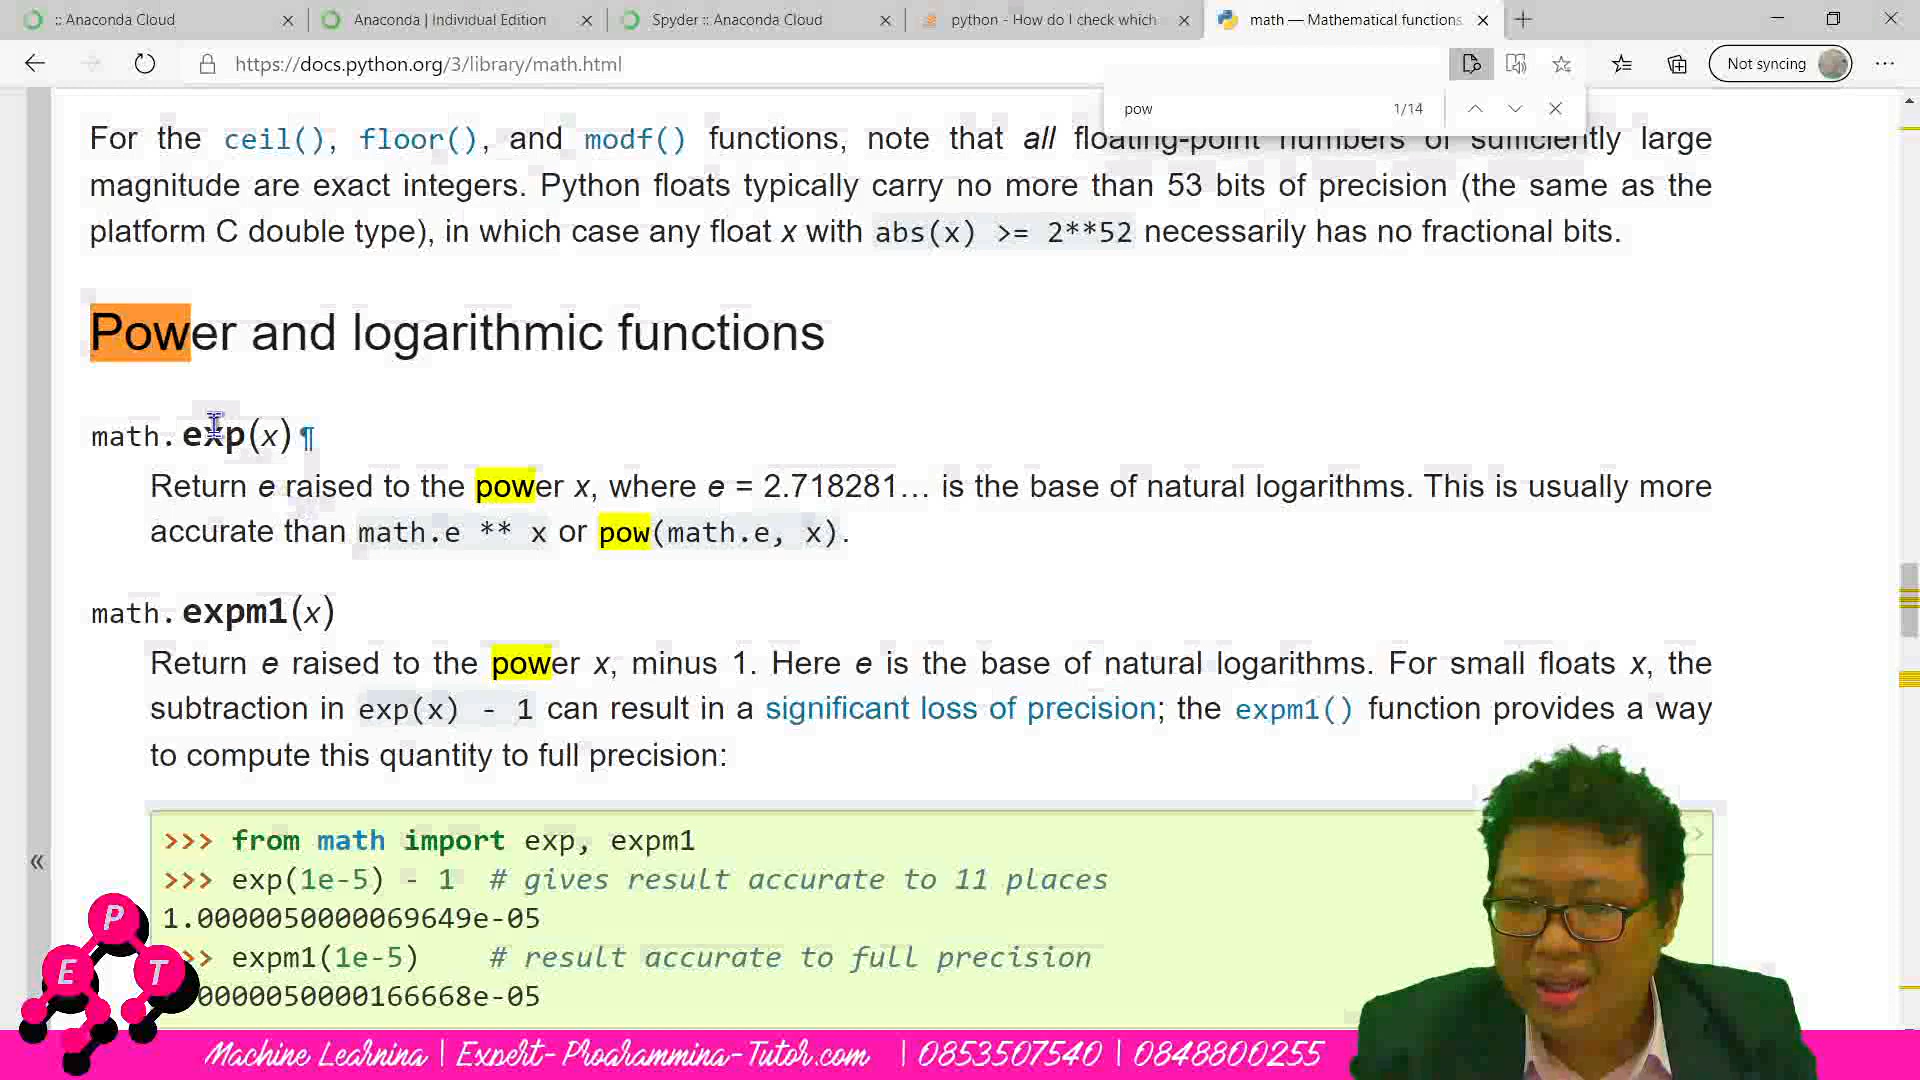 :: Anaconda Cloud
Anaconda | Individual Edition
Spyder :: Anaconda Cloud
python - How do I check which
math — Mathematical functions
https://docs.python.org/3/library/math.html
Not syncing
pow 1/14
For the ceil(), floor(), and modf() functions, note that all floating-point numbers of sufficiently large
magnitude are exact integers. Python floats typically carry no more than 53 bits of precision (the same as the
platform C double type), in which case any float x with abs(x) >= 2**52 necessarily has no fractional bits.
Power and logarithmic functions
math.exp(x)¶
Return e raised to the power x, where e = 2.718281… is the base of natural logarithms. This is usually more
accurate than math.e ** x or pow(math.e, x).
math.expm1(x)
Return e raised to the power x, minus 1. Here e is the base of natural logarithms. For small floats x, the
subtraction in exp(x) - 1 can result in a significant loss of precision; the expm1() function provides a way
to compute this quantity to full precision:
>>> from math import exp, expm1
>>> exp(1e-5) - 1 # gives result accurate to 11 places
1.0000050000069649e-05
>> expm1(1e-5) # result accurate to full precision
0000050000166668e-05
P
E T
Machine Learning | Expert-Programming-Tutor.com | 0853507540 | 0848800255